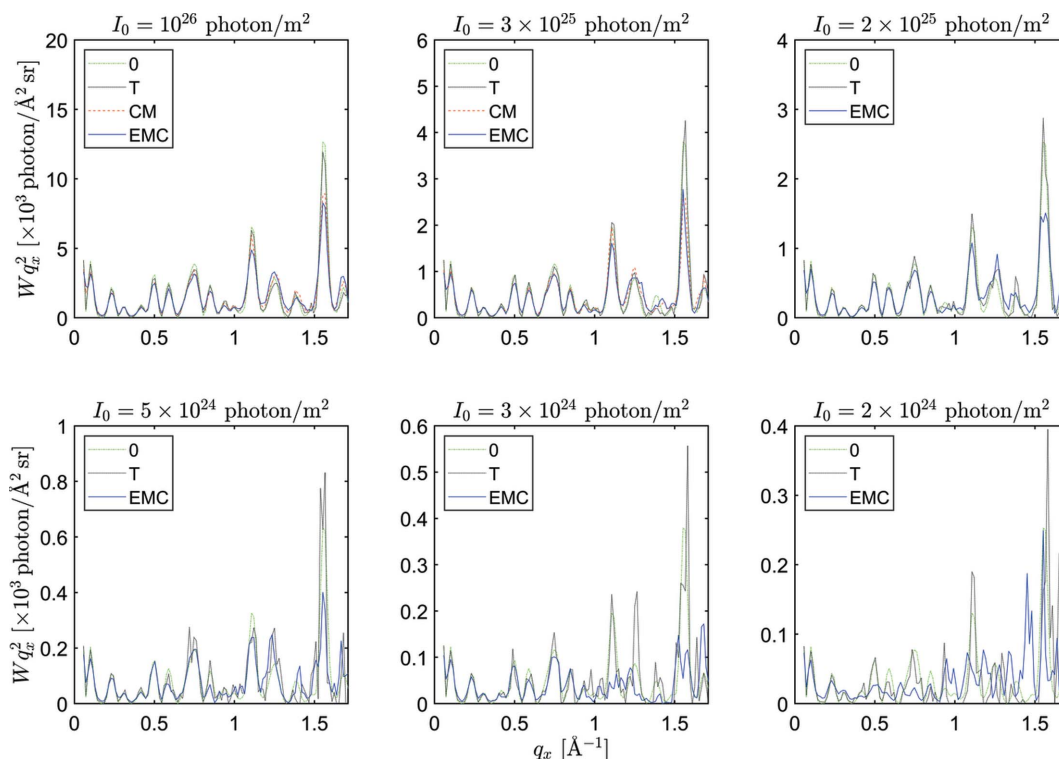 I₀ = 10²⁶ photon/m²
I₀ = 3 × 10²⁵ photon/m²
I₀ = 2 × 10²⁵ photon/m²
Wqₓ² [×10³ photon/Å² sr]
20
15
10
5
0
0
T
CM
EMC
0 0.5 1 1.5
6
5
4
3
2
1
0
0
T
CM
EMC
0 0.5 1 1.5
4
3
2
1
0
0
T
EMC
0 0.5 1 1.5
I₀ = 5 × 10²⁴ photon/m²
I₀ = 3 × 10²⁴ photon/m²
I₀ = 2 × 10²⁴ photon/m²
Wqₓ² [×10³ photon/Å² sr]
1
0.8
0.6
0.4
0.2
0
0
T
EMC
0 0.5 1 1.5
0.6
0.5
0.4
0.3
0.2
0.1
0
0
T
EMC
0 0.5 1 1.5
0.4
0.3
0.2
0.1
0
0
T
EMC
0 0.5 1 1.5
qₓ [Å⁻¹]